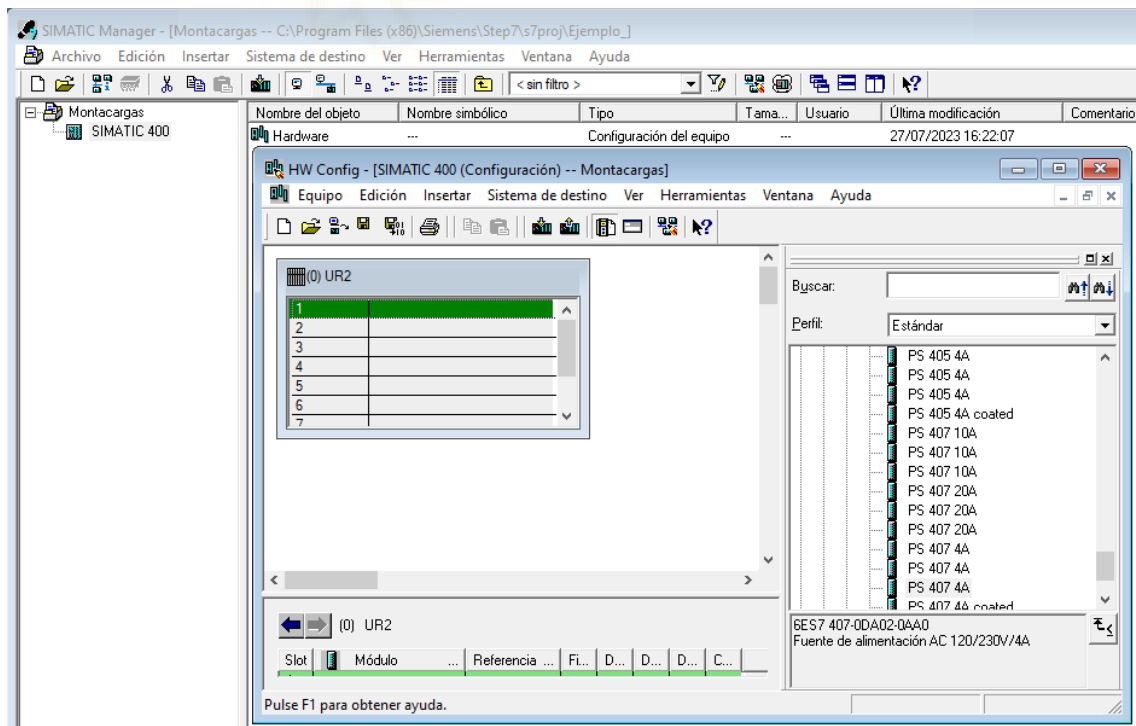 SIMATIC Manager - [Montacargas -- C:\Program Files (x86)\Siemens\Step7\s7proj\Ejemplo_]
Archivo Edición Insertar Sistema de destino Ver Herramientas Ventana Ayuda
< sin filtro >
Montacargas
SIMATIC 400
Nombre del objeto Nombre simbólico Tipo Tama... Usuario Última modificación Comentario
Hardware --- Configuración del equipo --- 27/07/2023 16:22:07
HW Config - [SIMATIC 400 (Configuración) -- Montacargas]
Equipo Edición Insertar Sistema de destino Ver Herramientas Ventana Ayuda
(0) UR2
1
2
3
4
5
6
7
Buscar:
Perfil: Estándar
PS 405 4A
PS 405 4A
PS 405 4A
PS 405 4A coated
PS 407 10A
PS 407 10A
PS 407 10A
PS 407 20A
PS 407 20A
PS 407 20A
PS 407 4A
PS 407 4A
PS 407 4A
PS 407 4A coated
6ES7 407-0DA02-0AA0
Fuente de alimentación AC 120/230V/4A
(0) UR2
Slot Módulo ... Referencia ... Fi... D... D... D... C...
Pulse F1 para obtener ayuda.